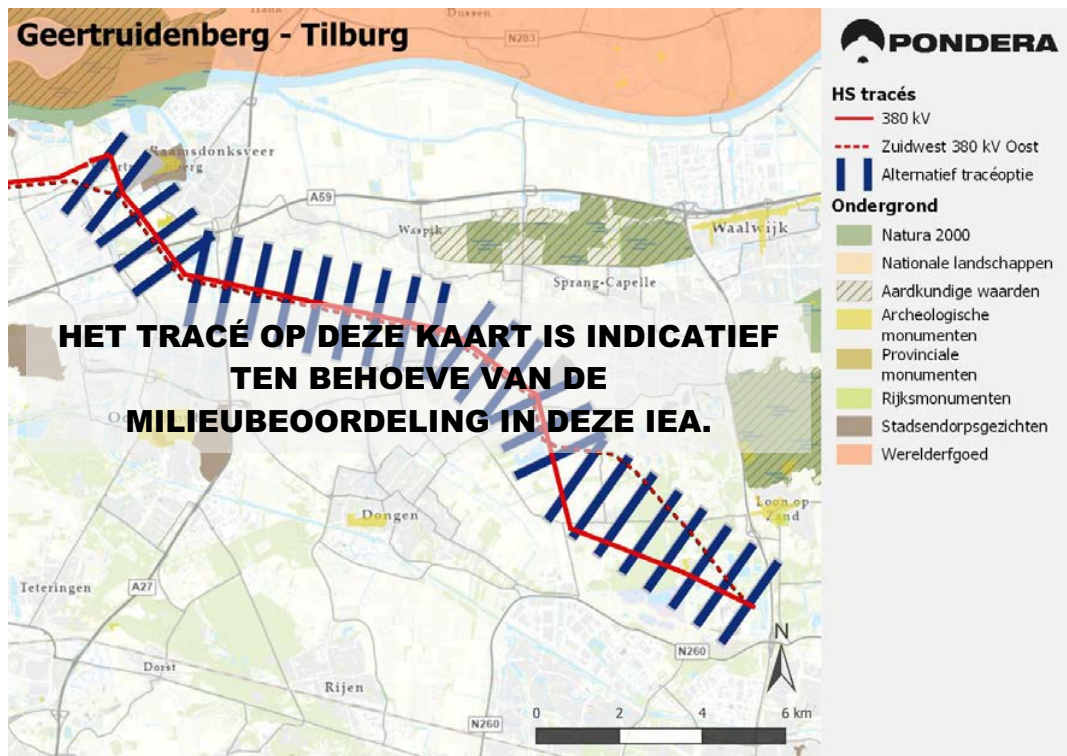 Geertruidenberg - Tilburg
Hank
Dussen
N283
Raamsdonksveer
A59
Waspik
Waalwijk
Sprang-Capelle
HET TRACÉ OP DEZE KAART IS INDICATIEF
TEN BEHOEVE VAN DE
MILIEUBEOORDELING IN DEZE IEA.
Dongen
Loon op
Zand
Teteringen
A27
Dorst
Rijen
N260
N260
N
0 2 4 6 km
PONDERA
HS tracés
380 kV
Zuidwest 380 kV Oost
Alternatief tracéoptie
Ondergrond
Natura 2000
Nationale landschappen
Aardkundige waarden
Archeologische
monumenten
Provinciale
monumenten
Rijksmonumenten
Stadsendorpsgezichten
Werelderfgoed